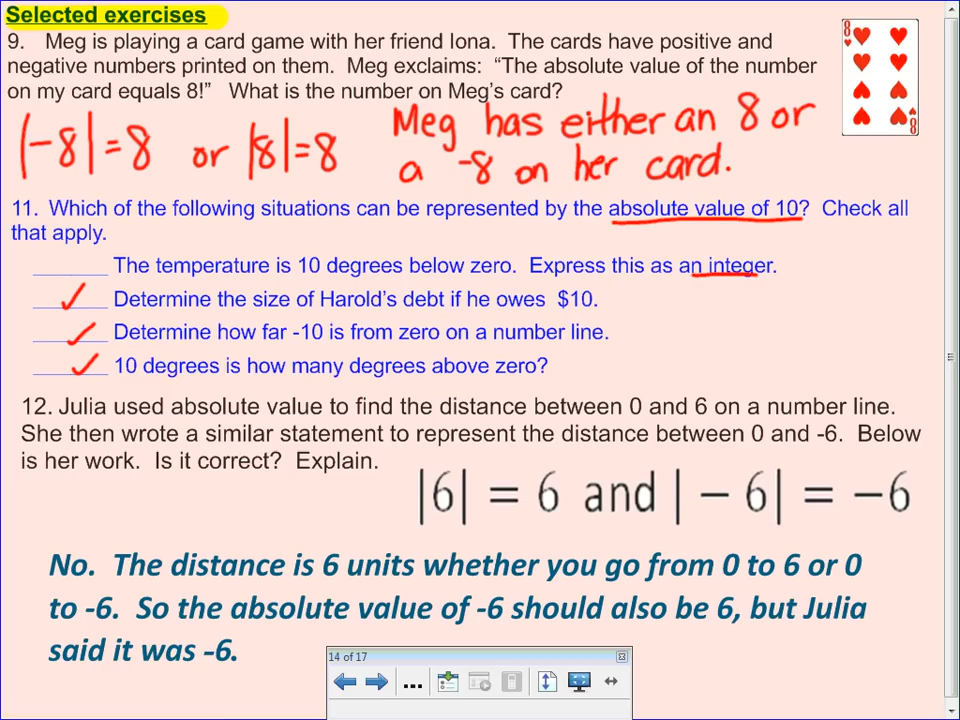 Selected exercises
9. Meg is playing a card game with her friend Iona. The cards have positive and
negative numbers printed on them. Meg exclaims: “The absolute value of the number
on my card equals 8!” What is the number on Meg’s card?
8
8
|-8|=8 or |8|=8
Meg has either an 8 or
a -8 on her card.
11. Which of the following situations can be represented by the absolute value of 10? Check all
that apply.
______ The temperature is 10 degrees below zero. Express this as an integer.
______ Determine the size of Harold’s debt if he owes $10.
______ Determine how far -10 is from zero on a number line.
______ 10 degrees is how many degrees above zero?
12. Julia used absolute value to find the distance between 0 and 6 on a number line.
She then wrote a similar statement to represent the distance between 0 and -6. Below
is her work. Is it correct? Explain.
|6| = 6 and | − 6| = −6
No. The distance is 6 units whether you go from 0 to 6 or 0
to -6. So the absolute value of -6 should also be 6, but Julia
said it was -6.
14 of 17
...